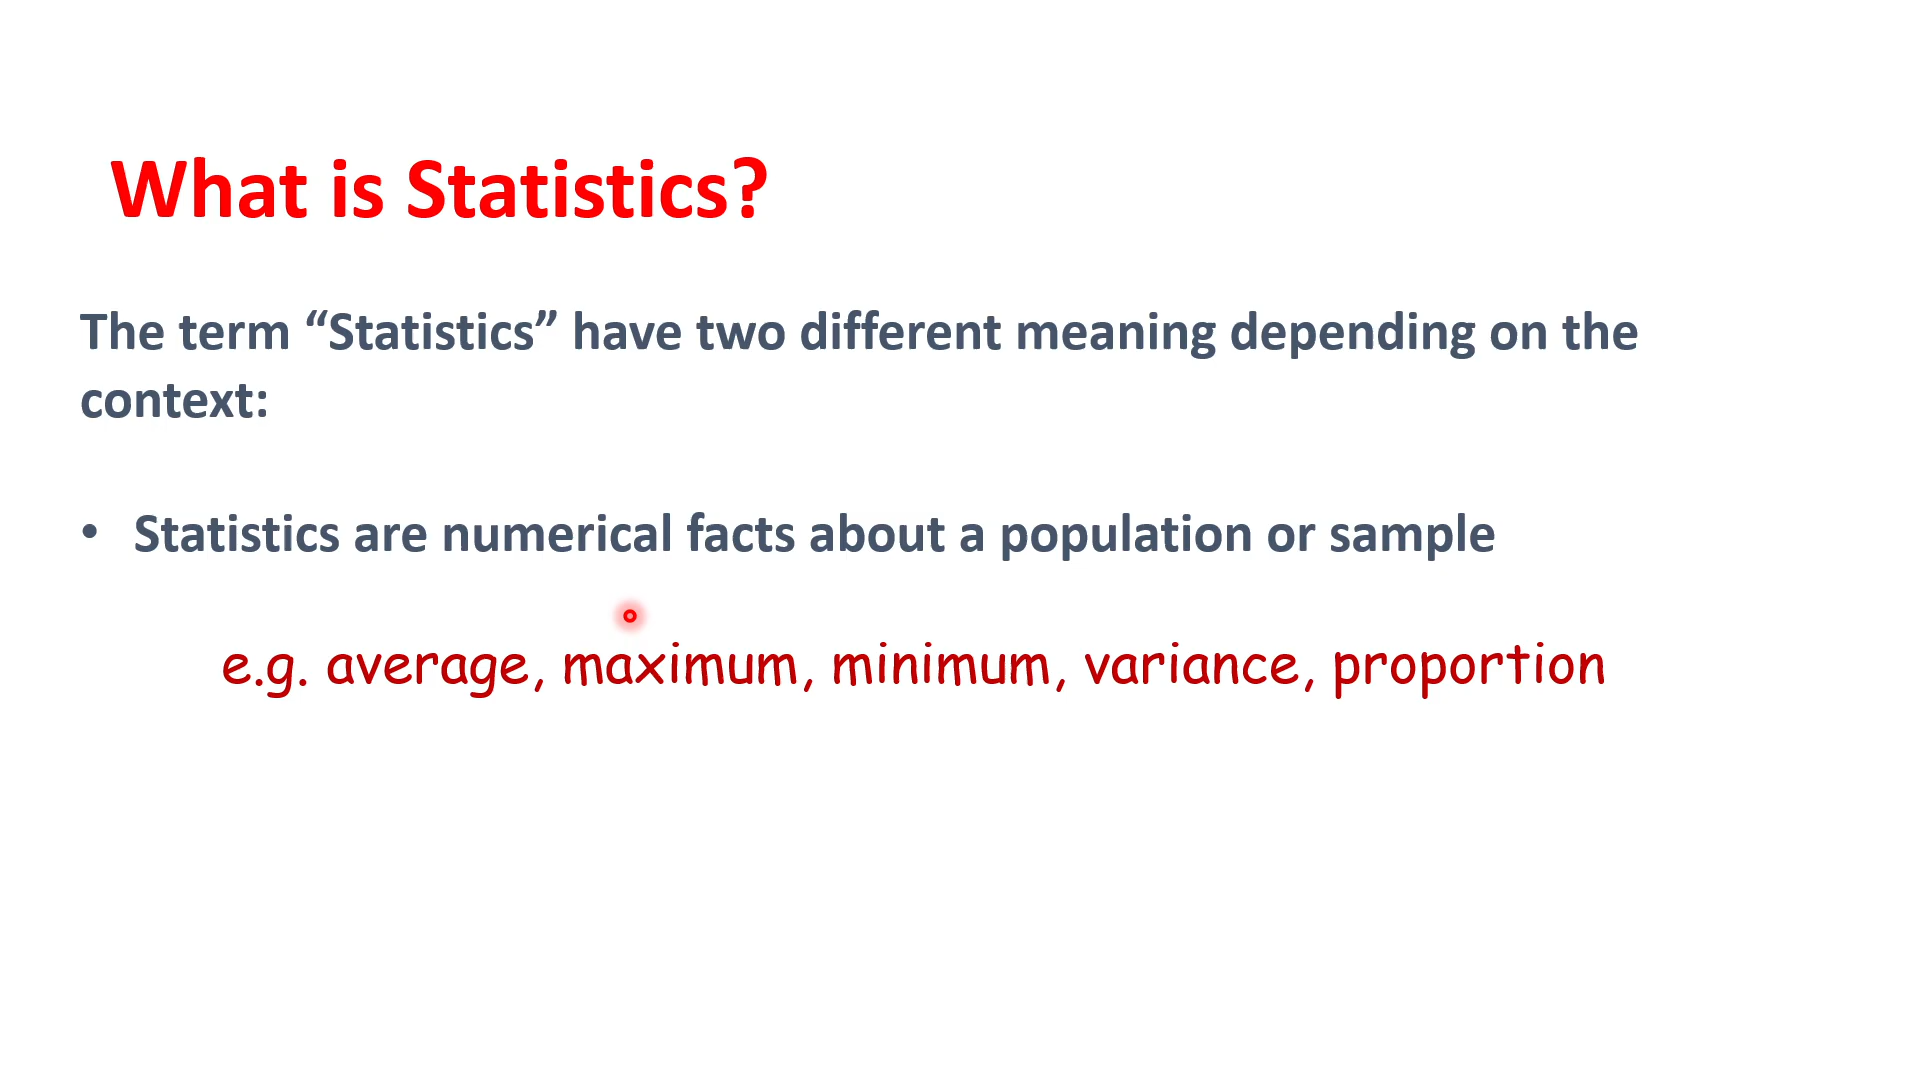 What is Statistics?
The term “Statistics” have two different meaning depending on the
context:
• Statistics are numerical facts about a population or sample
e.g. average, maximum, minimum, variance, proportion